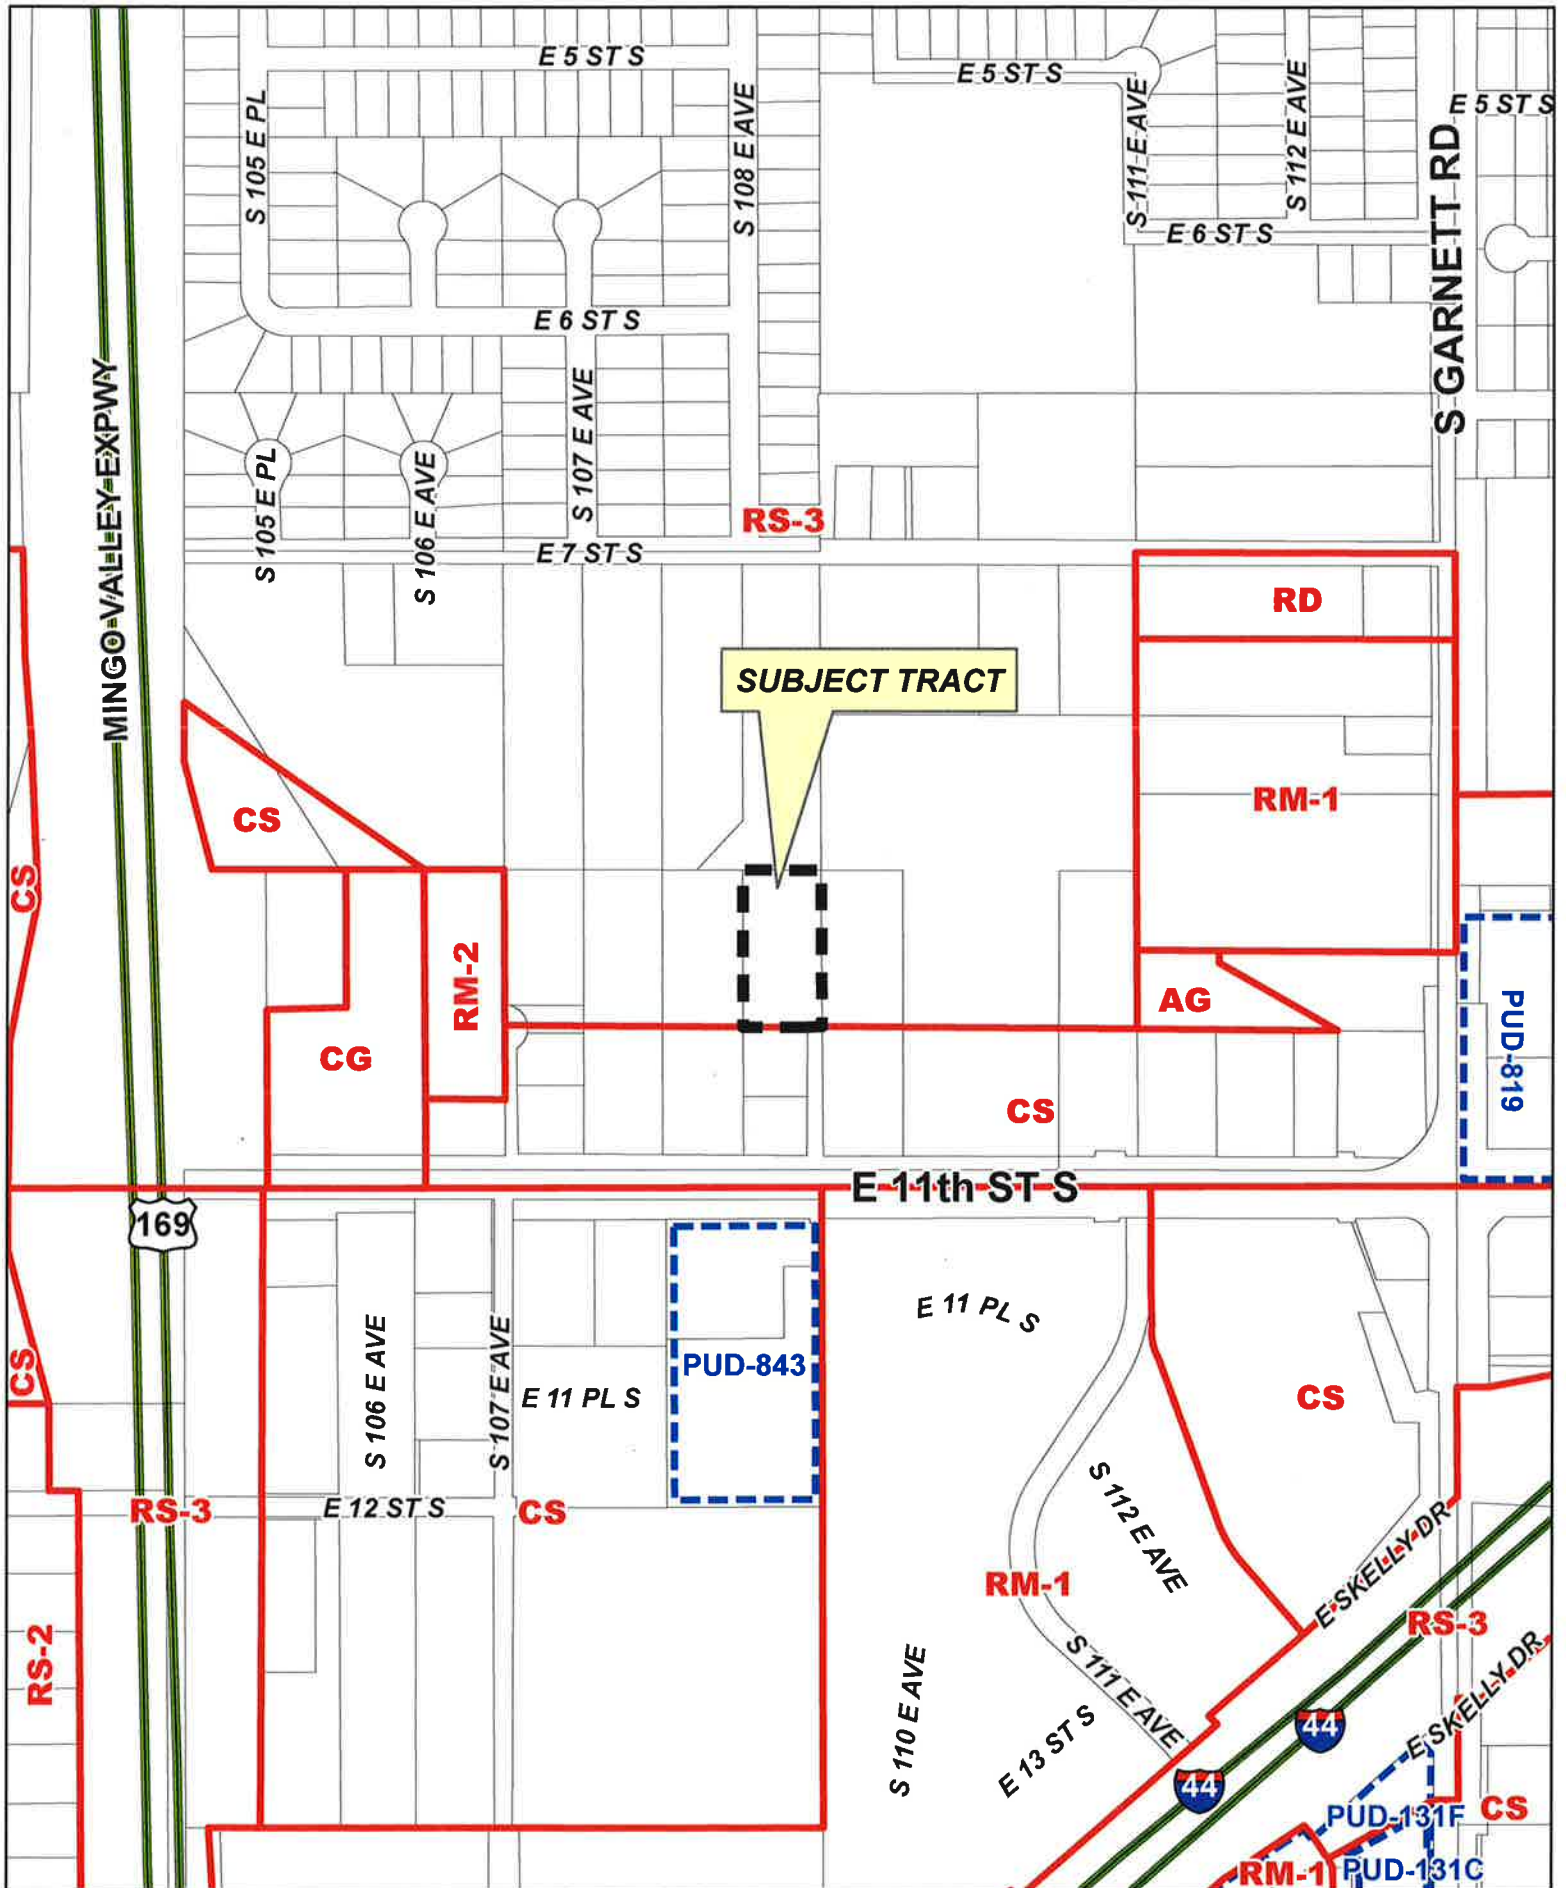 E 5 ST S
E 5 ST S
E 5 ST S
S 105 E PL
S 108 E AVE
S 111 E AVE
S 112 E AVE
S GARNETT RD
E 6 ST S
E 6 ST S
MINGO VALLEY EXPWY
S 107 E AVE
S 105 E PL
S 106 E AVE
RS-3
E 7 ST S
RD
SUBJECT TRACT
RM-1
CS
CS
RM-2
AG
PUD-819
CG
CS
E 11th ST S
169
E 11 PL S
CS
S 106 E AVE
S 107 E AVE
PUD-843
E 11 PL S
CS
S 112 E AVE
RS-3
E 12 ST S
CS
E SKELLY DR
RM-1
RS-3
RS-2
S 110 E AVE
S 111 E AVE
E 13 ST S
E SKELLY DR
44
44
PUD-131F
CS
RM-1
PUD-131C